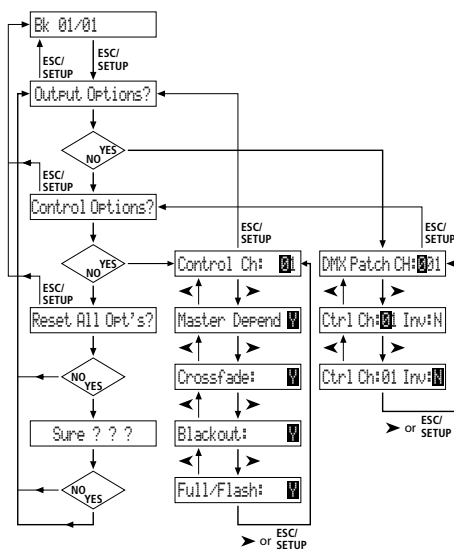 Bk 01/01
ESC/
SETUP
ESC/
SETUP
Output Options?
YES
NO
ESC/
SETUP
Control Options?
YES
NO
ESC/
SETUP
Reset All Opt's?
NO
YES
Sure ? ? ?
NO
YES
ESC/
SETUP
Control Ch: 01
Master Depend Y
Crossfade: Y
Blackout: Y
Full/Flash: Y
or ESC/
SETUP
ESC/
SETUP
DMX Patch CH:001
Ctrl Ch:01 Inv:N
Ctrl Ch:01 Inv:N
or ESC/
SETUP